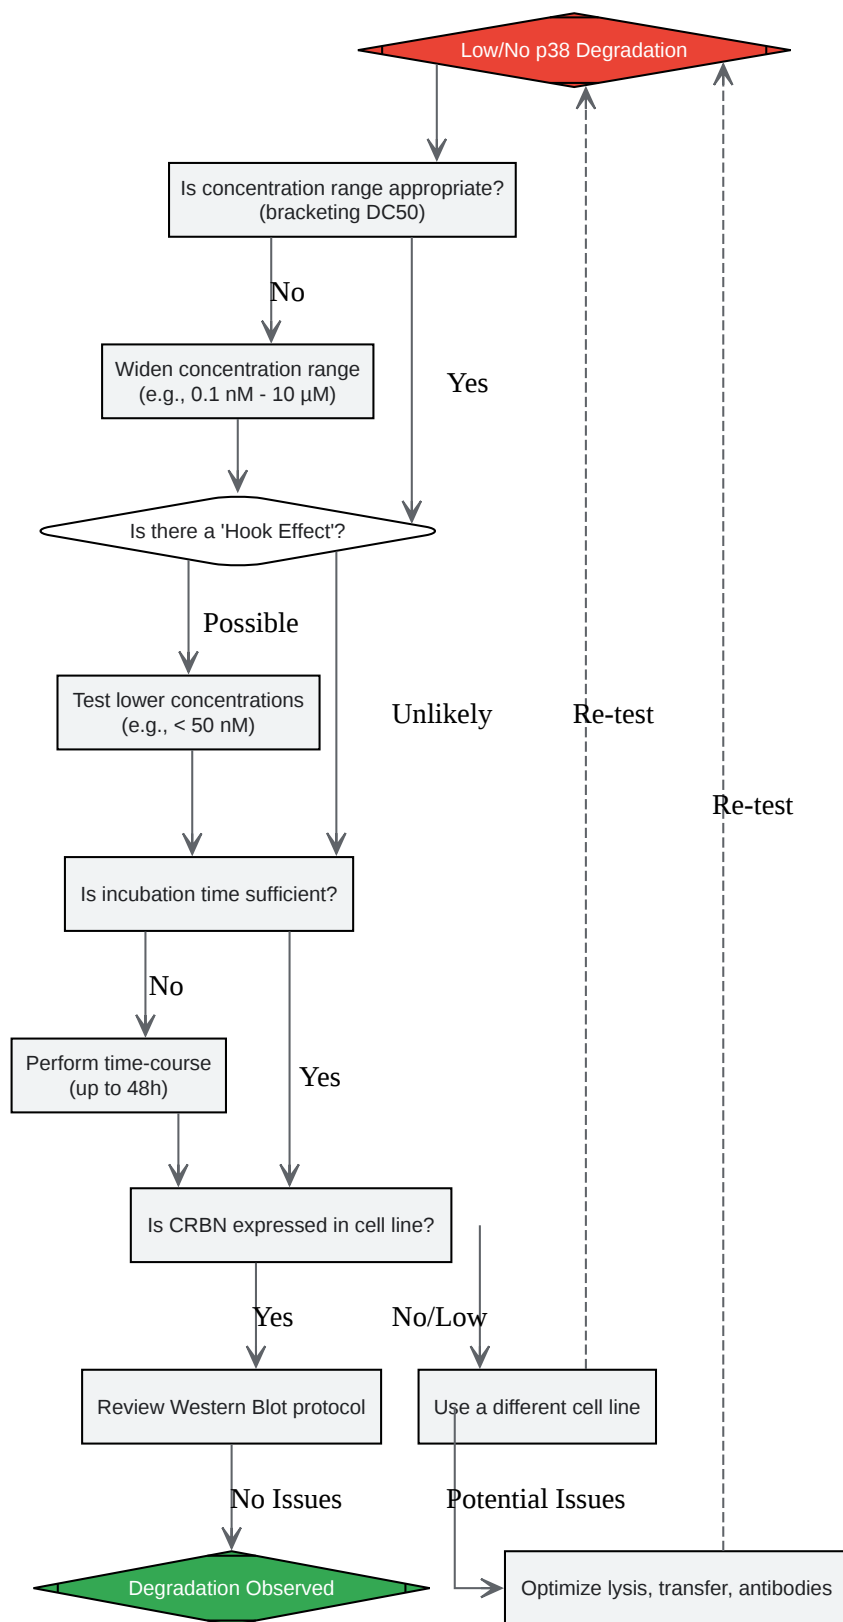 Low/No p38 Degradation
Is concentration range appropriate?
(bracketing DC50)
No
Widen concentration range
(e.g., 0.1 nM - 10 µM)
Yes
Is there a 'Hook Effect'?
Possible
Test lower concentrations
(e.g., < 50 nM)
Unlikely
Re-test
Re-test
Is incubation time sufficient?
No
Perform time-course
(up to 48h)
Yes
Is CRBN expressed in cell line?
Yes
No/Low
Review Western Blot protocol
Use a different cell line
No Issues
Potential Issues
Degradation Observed
Optimize lysis, transfer, antibodies